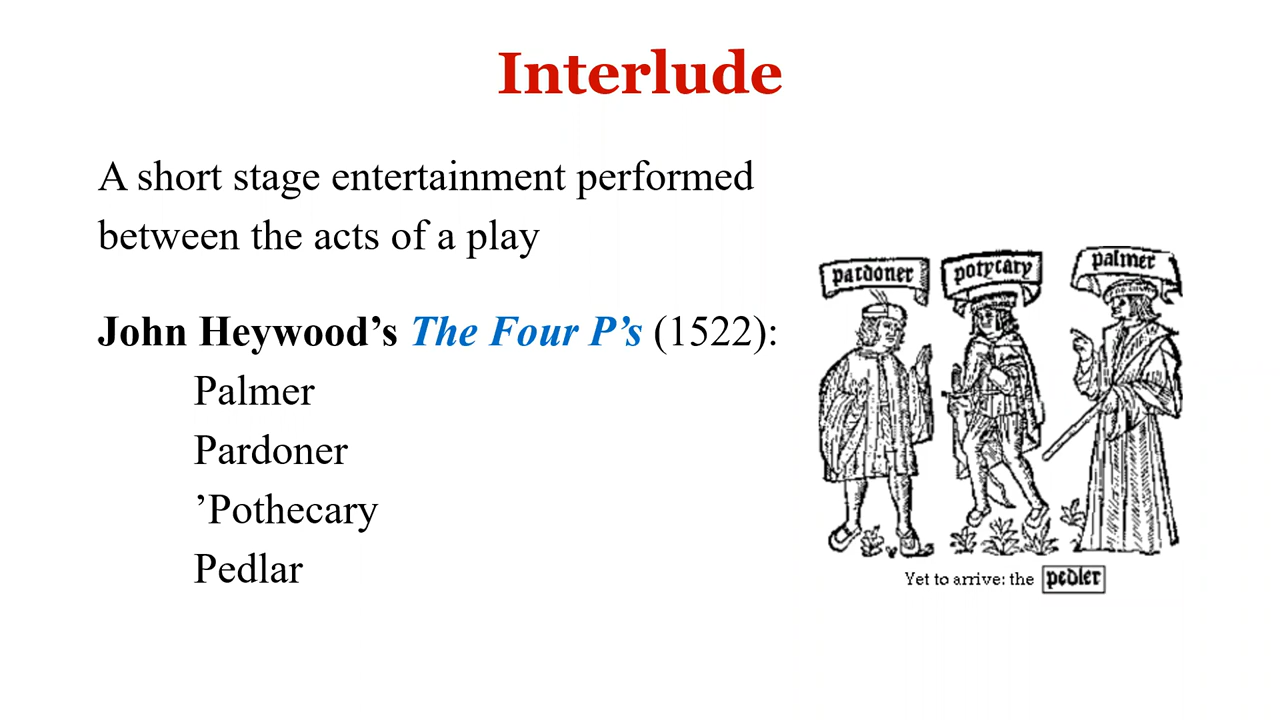 Interlude
A short stage entertainment performed
between the acts of a play
John Heywood’s The Four P’s (1522):
Palmer
Pardoner
’Pothecary
Pedlar
pardoner
potycary
palmer
Yet to arrive: the pedler